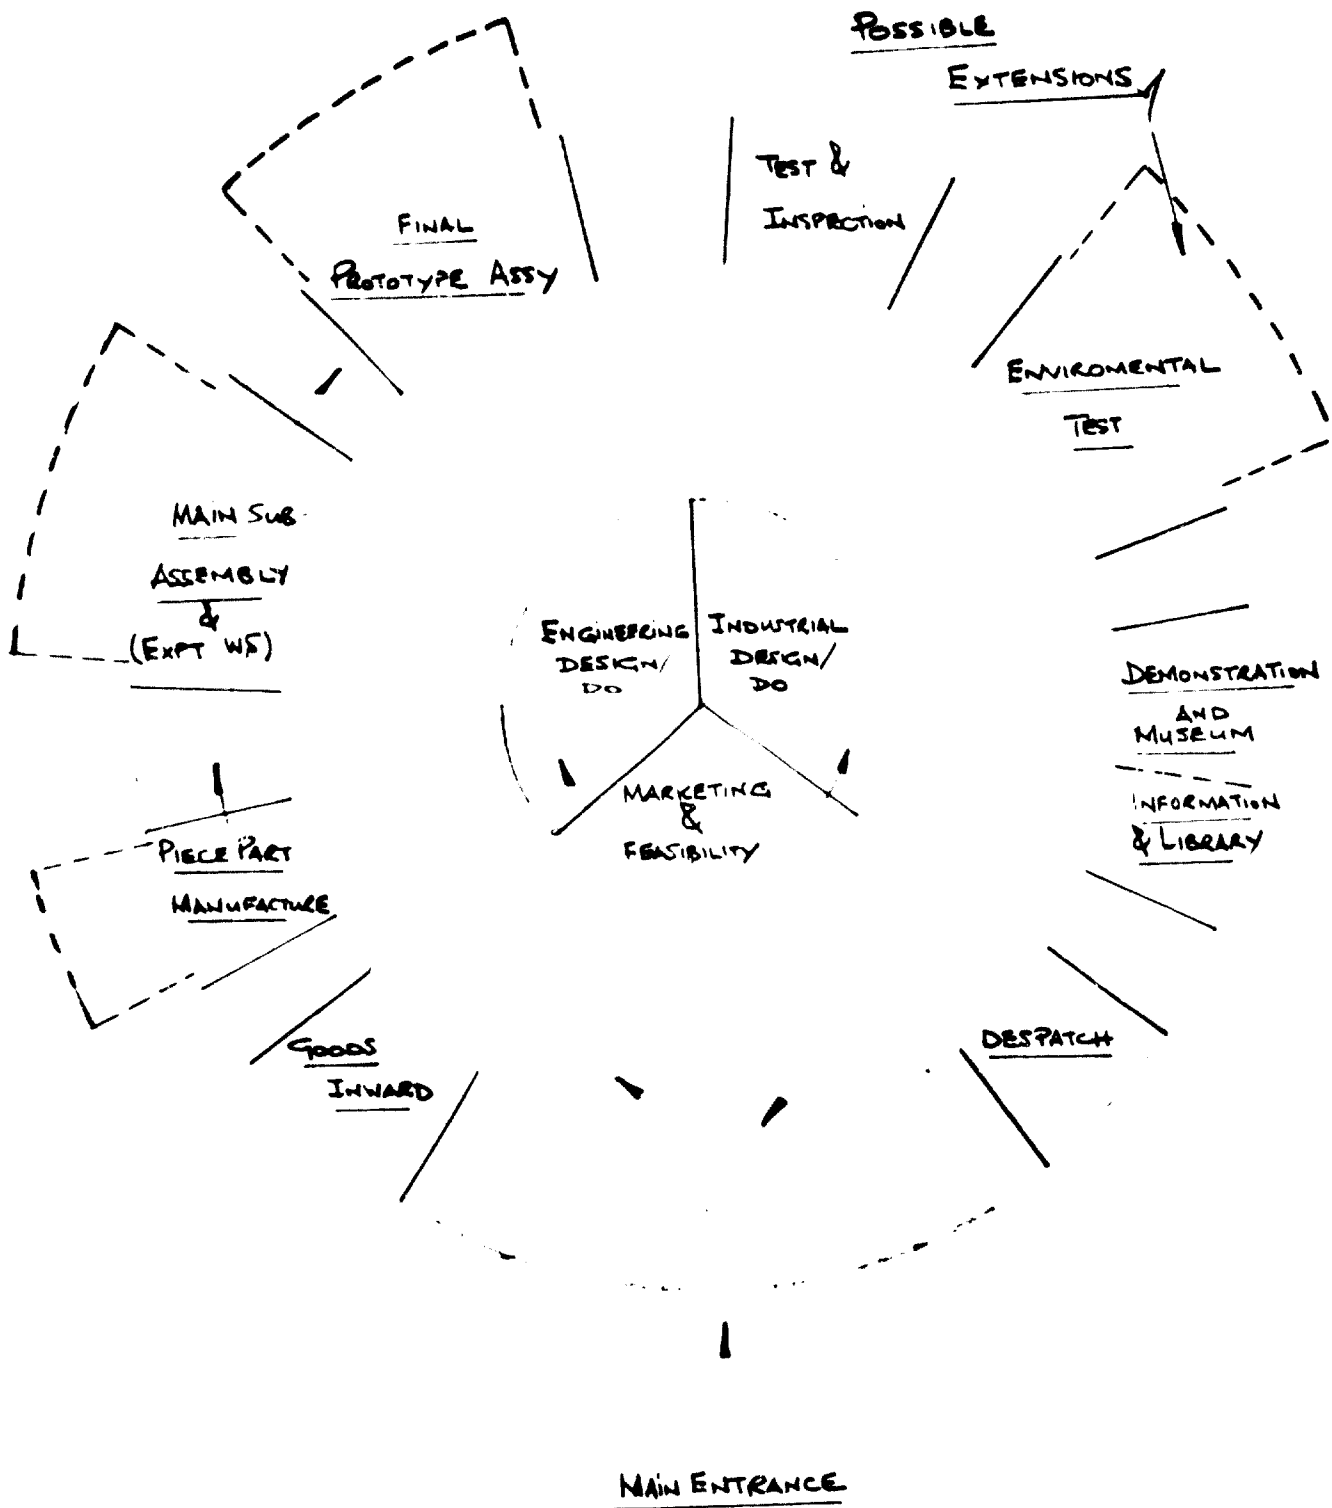 POSSIBLE
EXTENSIONS
TEST &
INSPECTION
FINAL
PROTOTYPE ASSY
ENVIROMENTAL
TEST
MAIN SUB
ASSEMBLY
&
(EXPT WS)
ENGINEERING
DESIGN/
DO
INDUSTRIAL
DESIGN/
DO
DEMONSTRATION
AND
MUSEUM
INFORMATION
& LIBRARY
MARKETING
&
FEASIBILITY
PIECE PART
MANUFACTURE
GOODS
INWARD
DESPATCH
MAIN ENTRANCE